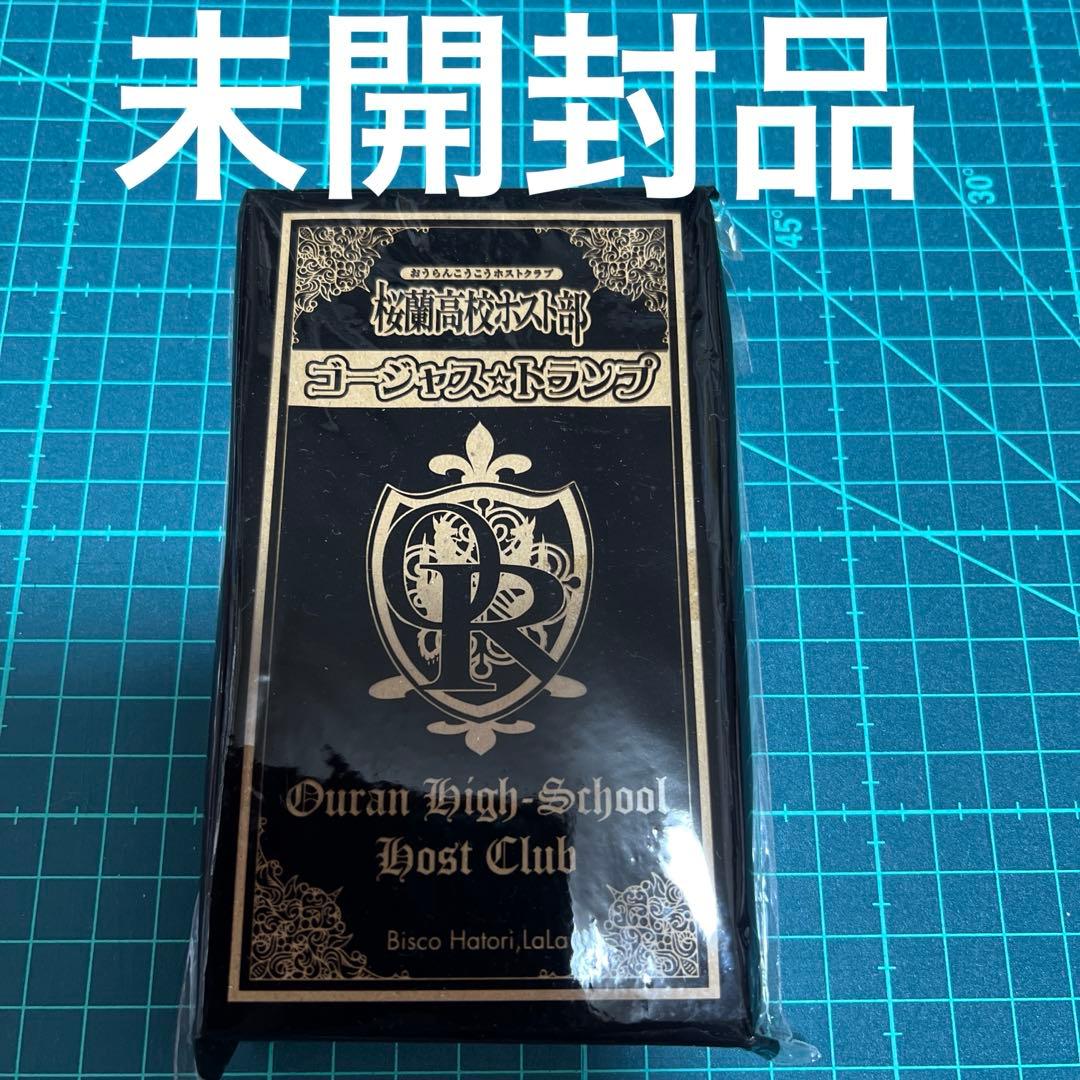 未開封品
45°
30°
おうらんこうこうホストクラブ
桜蘭高校ホスト部
ゴージャス☆トランプ
OR
Ouran High-School
Host Club
Bisco Hatori,LaLa